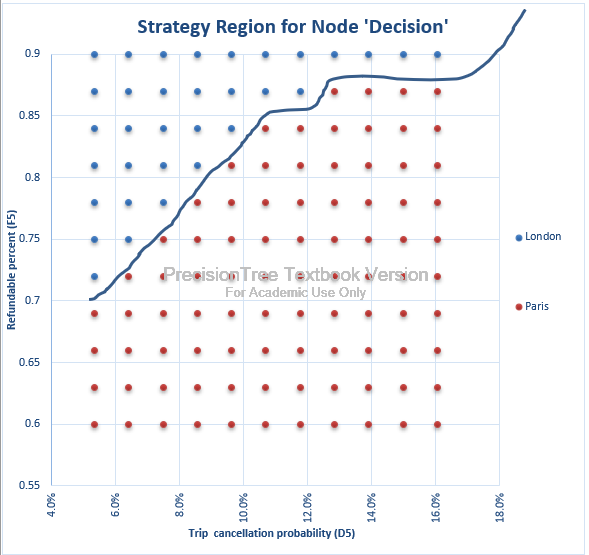 Strategy Region for Node 'Decision'
0.9
0.85
0.8
0.75
0.7
0.65
0.6
0.55
Refundable percent (F5)
London
Paris
PrecisionTree Textbook Version
For Academic Use Only
4.0%
6.0%
8.0%
10.0%
12.0%
14.0%
16.0%
18.0%
Trip cancellation probability (D5)